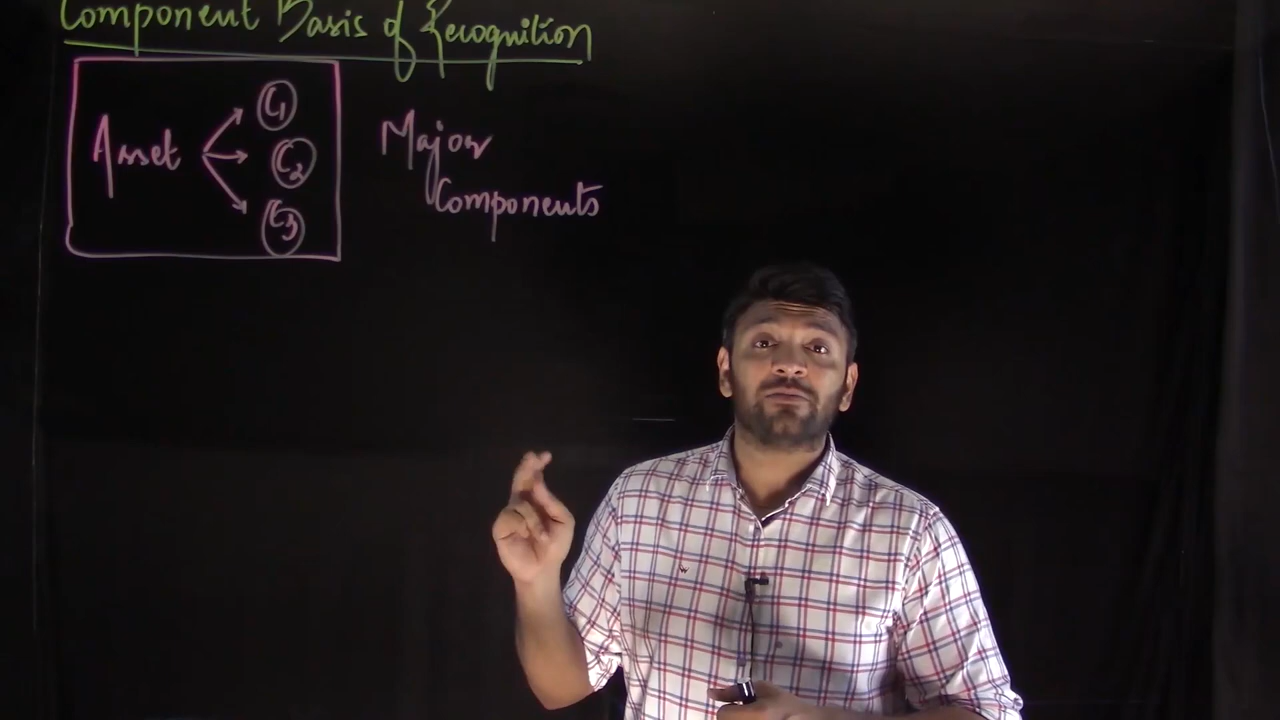 Component Basis of Recognition
Asset
C1
C2
C3
Major
Components